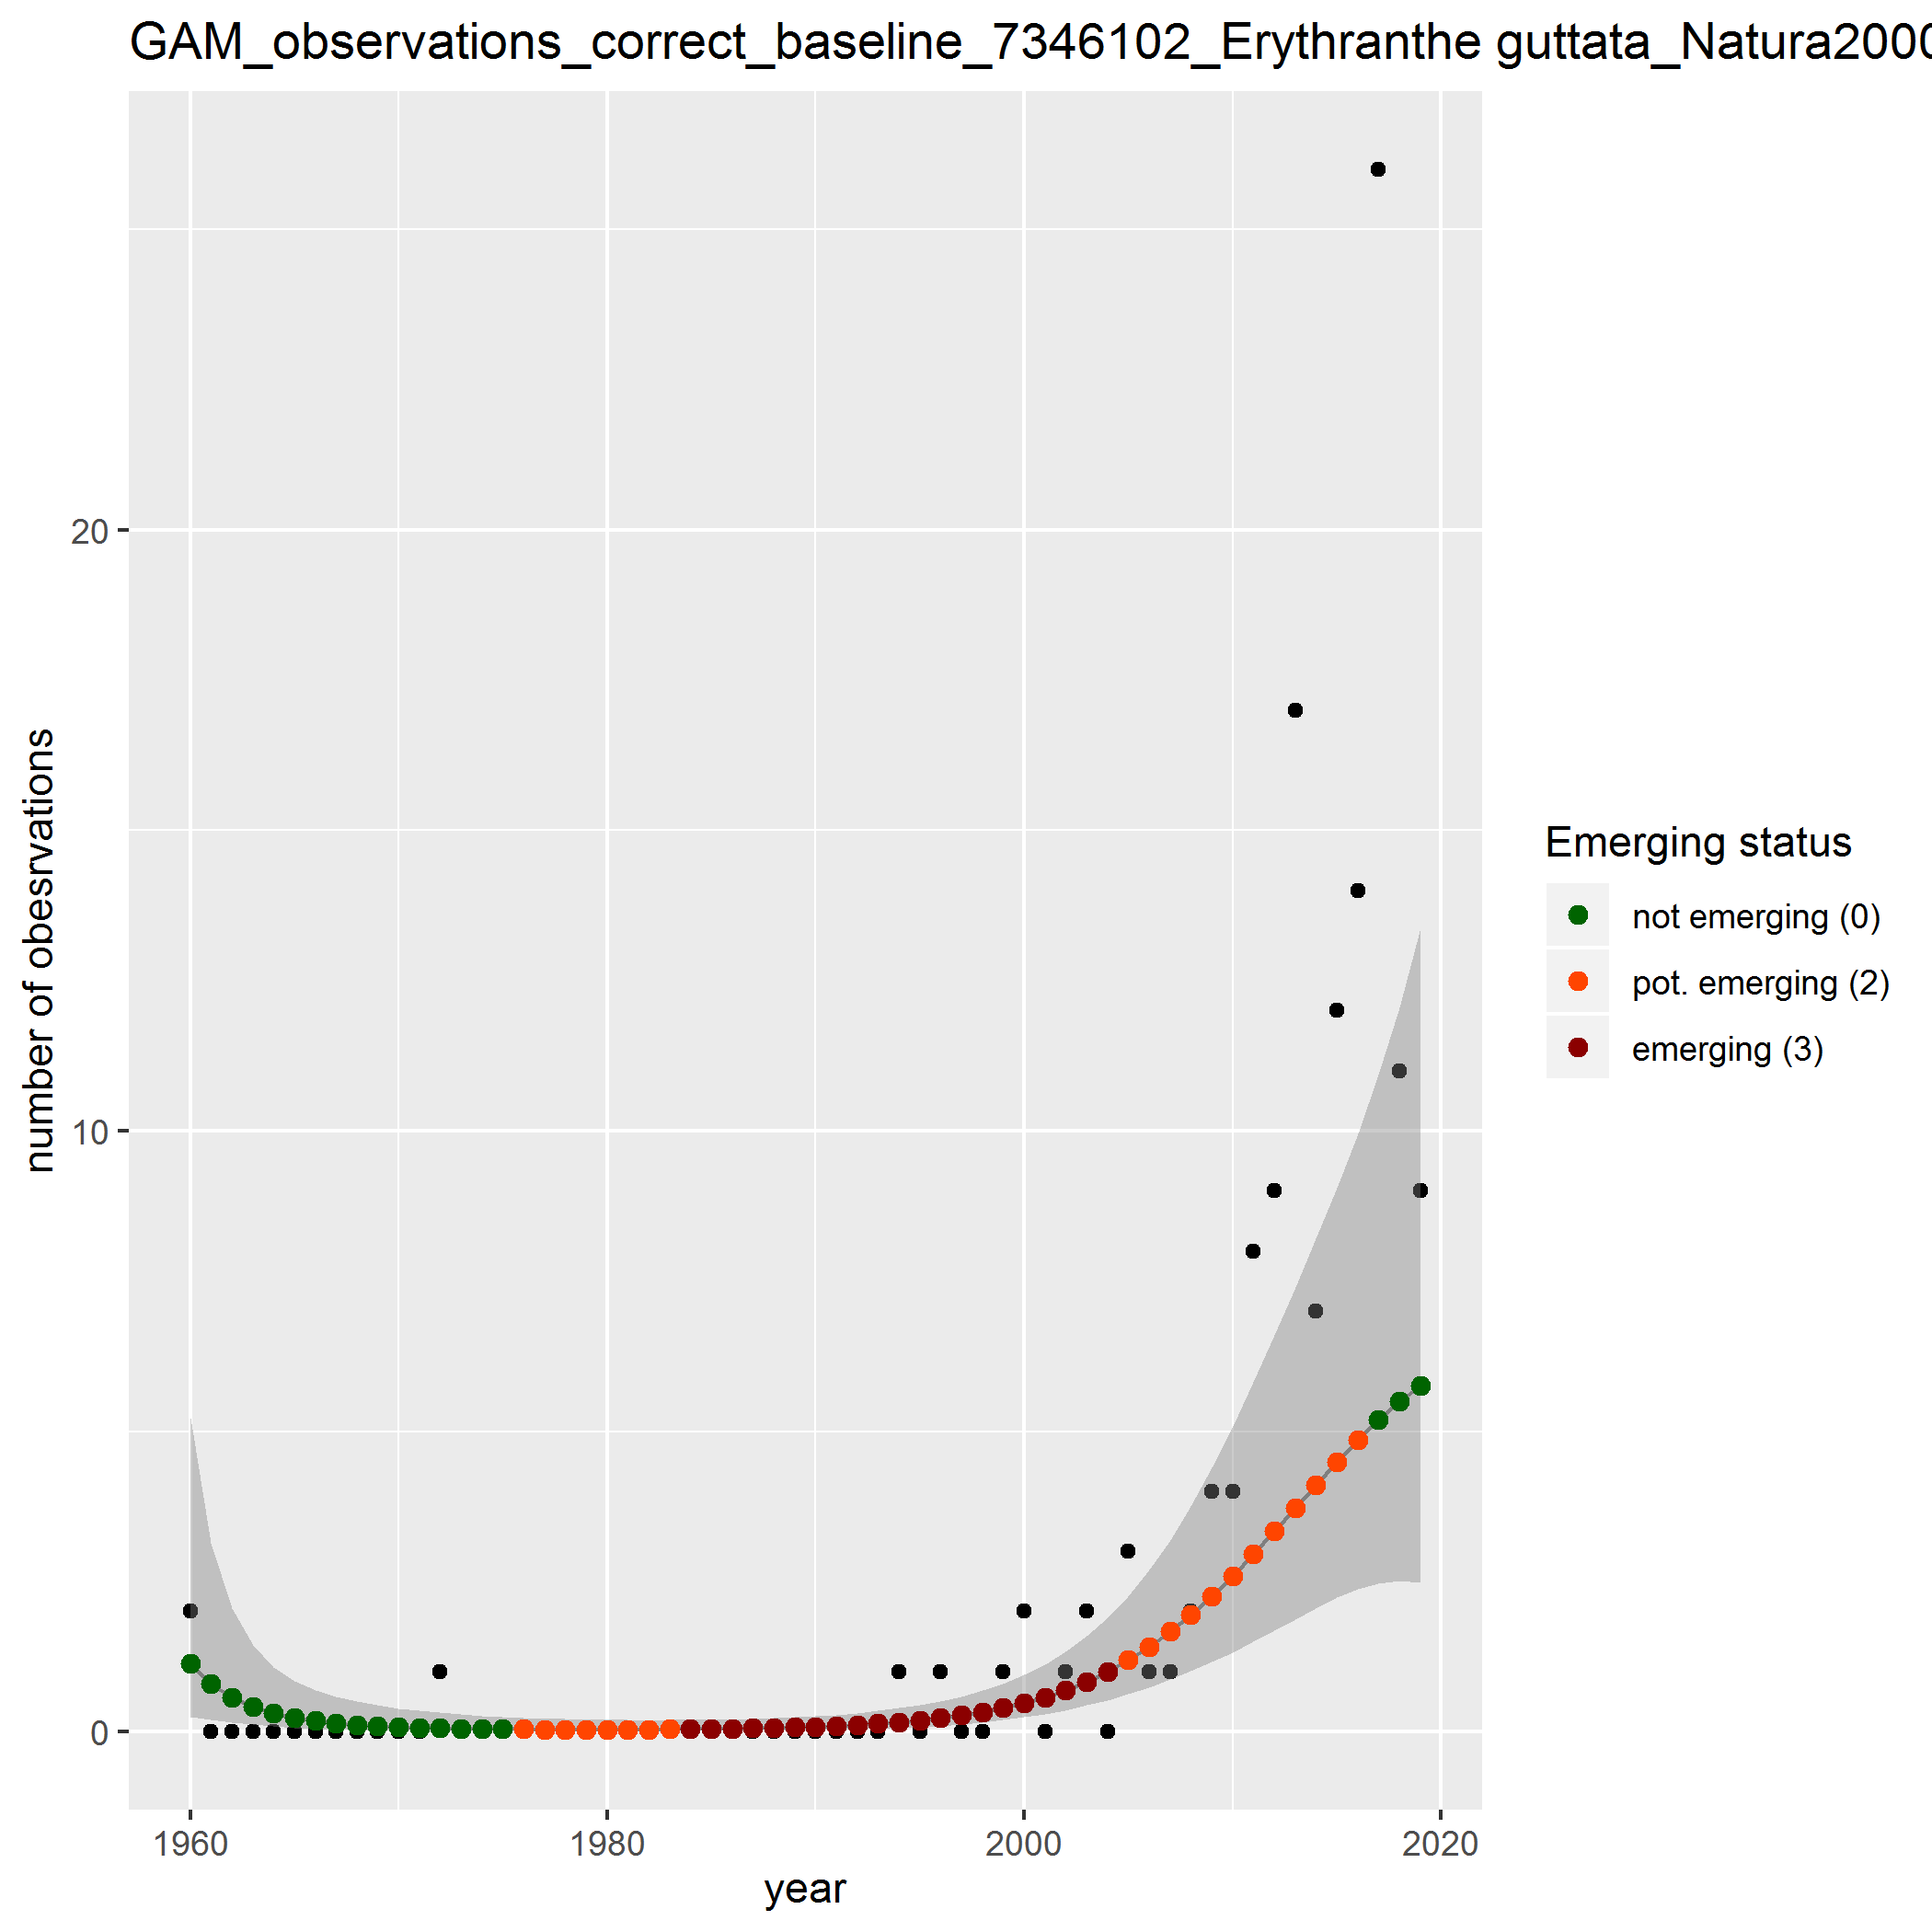 GAM_observations_correct_baseline_7346102_Erythranthe guttata_Natura2000
number of obesrvations
20
10
0
1960
1980
2000
2020
year
Emerging status
not emerging (0)
pot. emerging (2)
emerging (3)